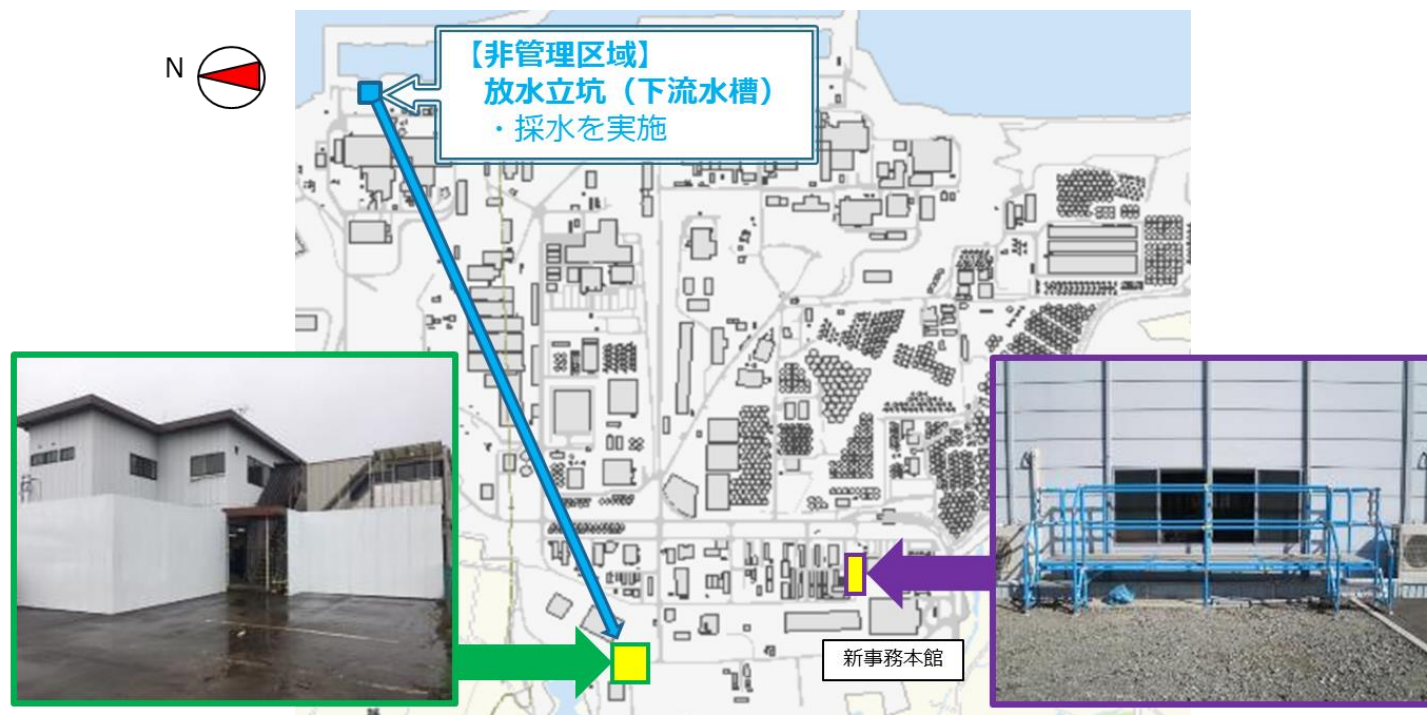 N
【非管理区域】
放水立坑（下流水槽）
・採水を実施
新事務本館